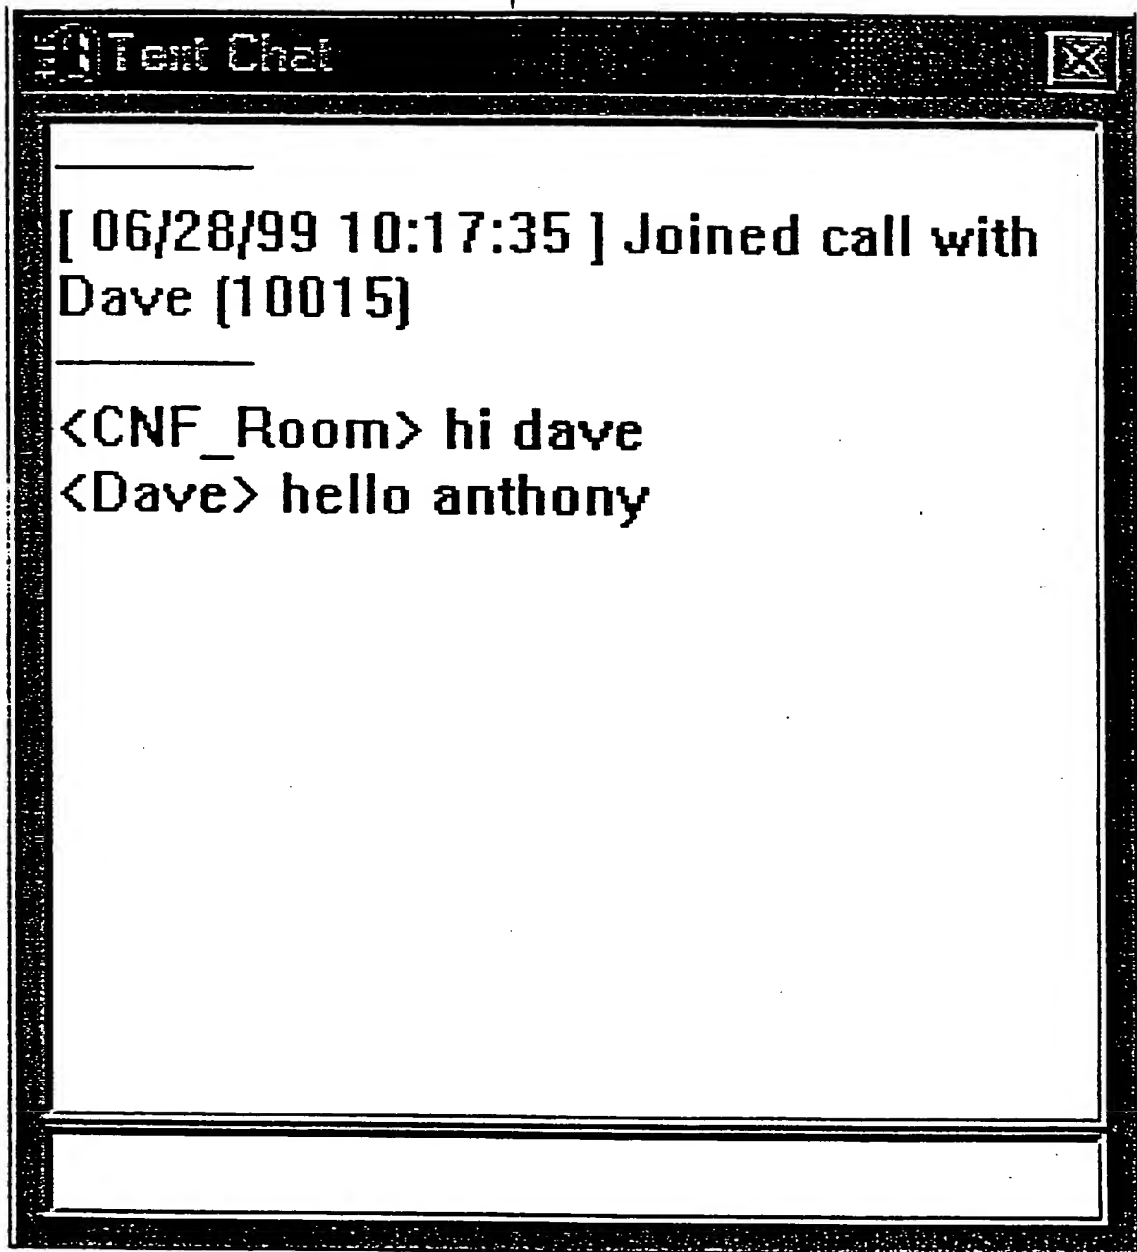 Text Chat
[ 06/28/99 10:17:35 ] Joined call with
Dave [10015]
<CNF_Room> hi dave
<Dave> hello anthony